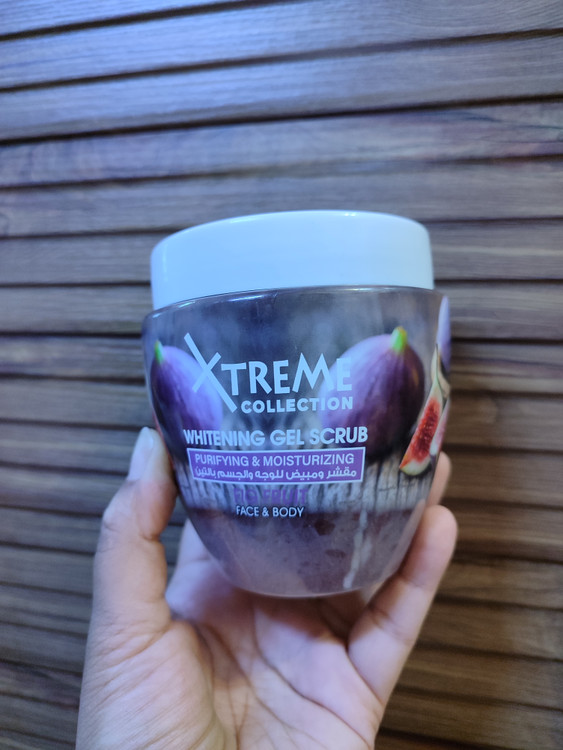 XTREME
COLLECTION
WHITENING GEL SCRUB
PURIFYING & MOISTURIZING
مقشر ومبيض للوجه والجسم بالتين
FACE & BODY